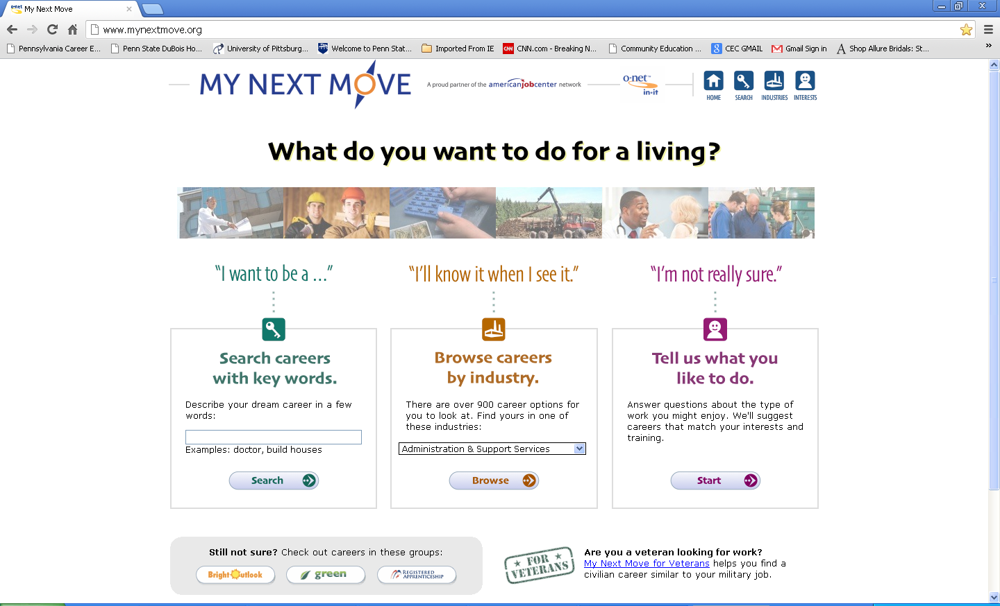 My Next Move
www.mynextmove.org
Pennsylvania Career E...
Penn State DuBois Ho...
University of Pittsburg...
Welcome to Penn Stat...
Imported From IE
CNN.com - Breaking N...
Community Education ...
CEC GMAIL
Gmail Sign in
Shop Allure Bridals: St...
»
MY NEXT MOVE
A proud partner of the americanjobcenter network
o·net™
in-it
HOME
SEARCH
INDUSTRIES
INTERESTS
What do you want to do for a living?
“I want to be a ...”
Search careers
with key words.
Describe your dream career in a few
words:
Examples: doctor, build houses
Search
“I'll know it when I see it.”
Browse careers
by industry.
There are over 900 career options for
you to look at. Find yours in one of
these industries:
Administration & Support Services
Browse
“I'm not really sure.”
Tell us what you
like to do.
Answer questions about the type of
work you might enjoy. We'll suggest
careers that match your interests and
training.
Start
Still not sure? Check out careers in these groups:
Bright Outlook
green
REGISTERED
APPRENTICESHIP
FOR
VETERANS
Are you a veteran looking for work?
My Next Move for Veterans helps you find a
civilian career similar to your military job.